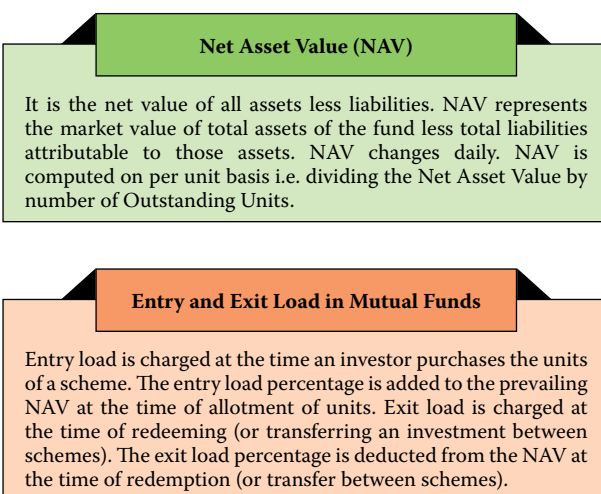 Net Asset Value (NAV)
It is the net value of all assets less liabilities. NAV represents
the market value of total assets of the fund less total liabilities
attributable to those assets. NAV changes daily. NAV is
computed on per unit basis i.e. dividing the Net Asset Value by
number of Outstanding Units.
Entry and Exit Load in Mutual Funds
Entry load is charged at the time an investor purchases the units
of a scheme. The entry load percentage is added to the prevailing
NAV at the time of allotment of units. Exit load is charged at
the time of redeeming (or transferring an investment between
schemes). The exit load percentage is deducted from the NAV at
the time of redemption (or transfer between schemes).